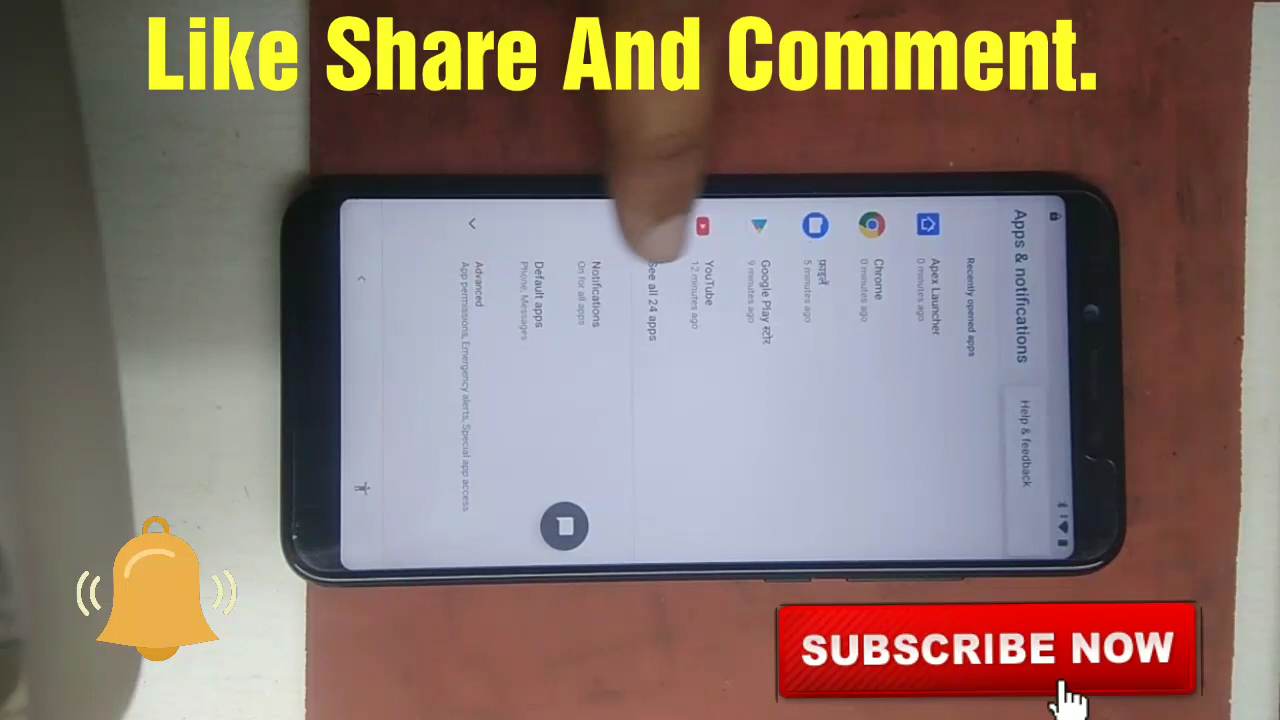 Like Share And Comment.
Apps & notifications
Help & feedback
Recently opened apps
Apex Launcher
0 minutes ago
Chrome
0 minutes ago
फ़ाइलें
5 minutes ago
Google Play स्टोर
9 minutes ago
YouTube
12 minutes ago
See all 24 apps
Notifications
On for all apps
Default apps
Phone, Messages
Advanced
App permissions, Emergency alerts, Special app access
SUBSCRIBE NOW